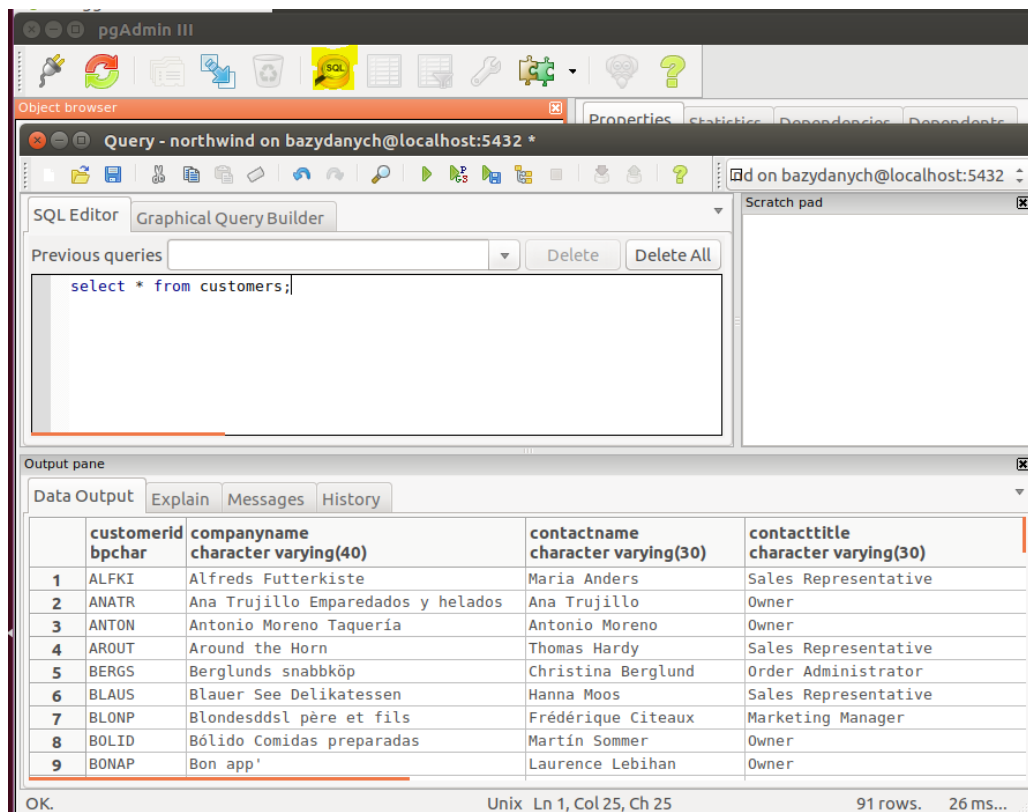 pgAdmin III
SQL
Object browser
Properties Statistics Dependencies Dependents
Query - northwind on bazydanych@localhost:5432 *
d on bazydanych@localhost:5432
SQL Editor Graphical Query Builder
Scratch pad
Previous queries Delete Delete All
select * from customers;
Output pane
Data Output Explain Messages History
customerid companyname contactname contacttitle
bpchar character varying(40) character varying(30) character varying(30)
1 ALFKI Alfreds Futterkiste Maria Anders Sales Representative
2 ANATR Ana Trujillo Emparedados y helados Ana Trujillo Owner
3 ANTON Antonio Moreno Taquería Antonio Moreno Owner
4 AROUT Around the Horn Thomas Hardy Sales Representative
5 BERGS Berglunds snabbköp Christina Berglund Order Administrator
6 BLAUS Blauer See Delikatessen Hanna Moos Sales Representative
7 BLONP Blondesddsl père et fils Frédérique Citeaux Marketing Manager
8 BOLID Bólido Comidas preparadas Martín Sommer Owner
9 BONAP Bon app' Laurence Lebihan Owner
OK. Unix Ln 1, Col 25, Ch 25 91 rows. 26 ms...